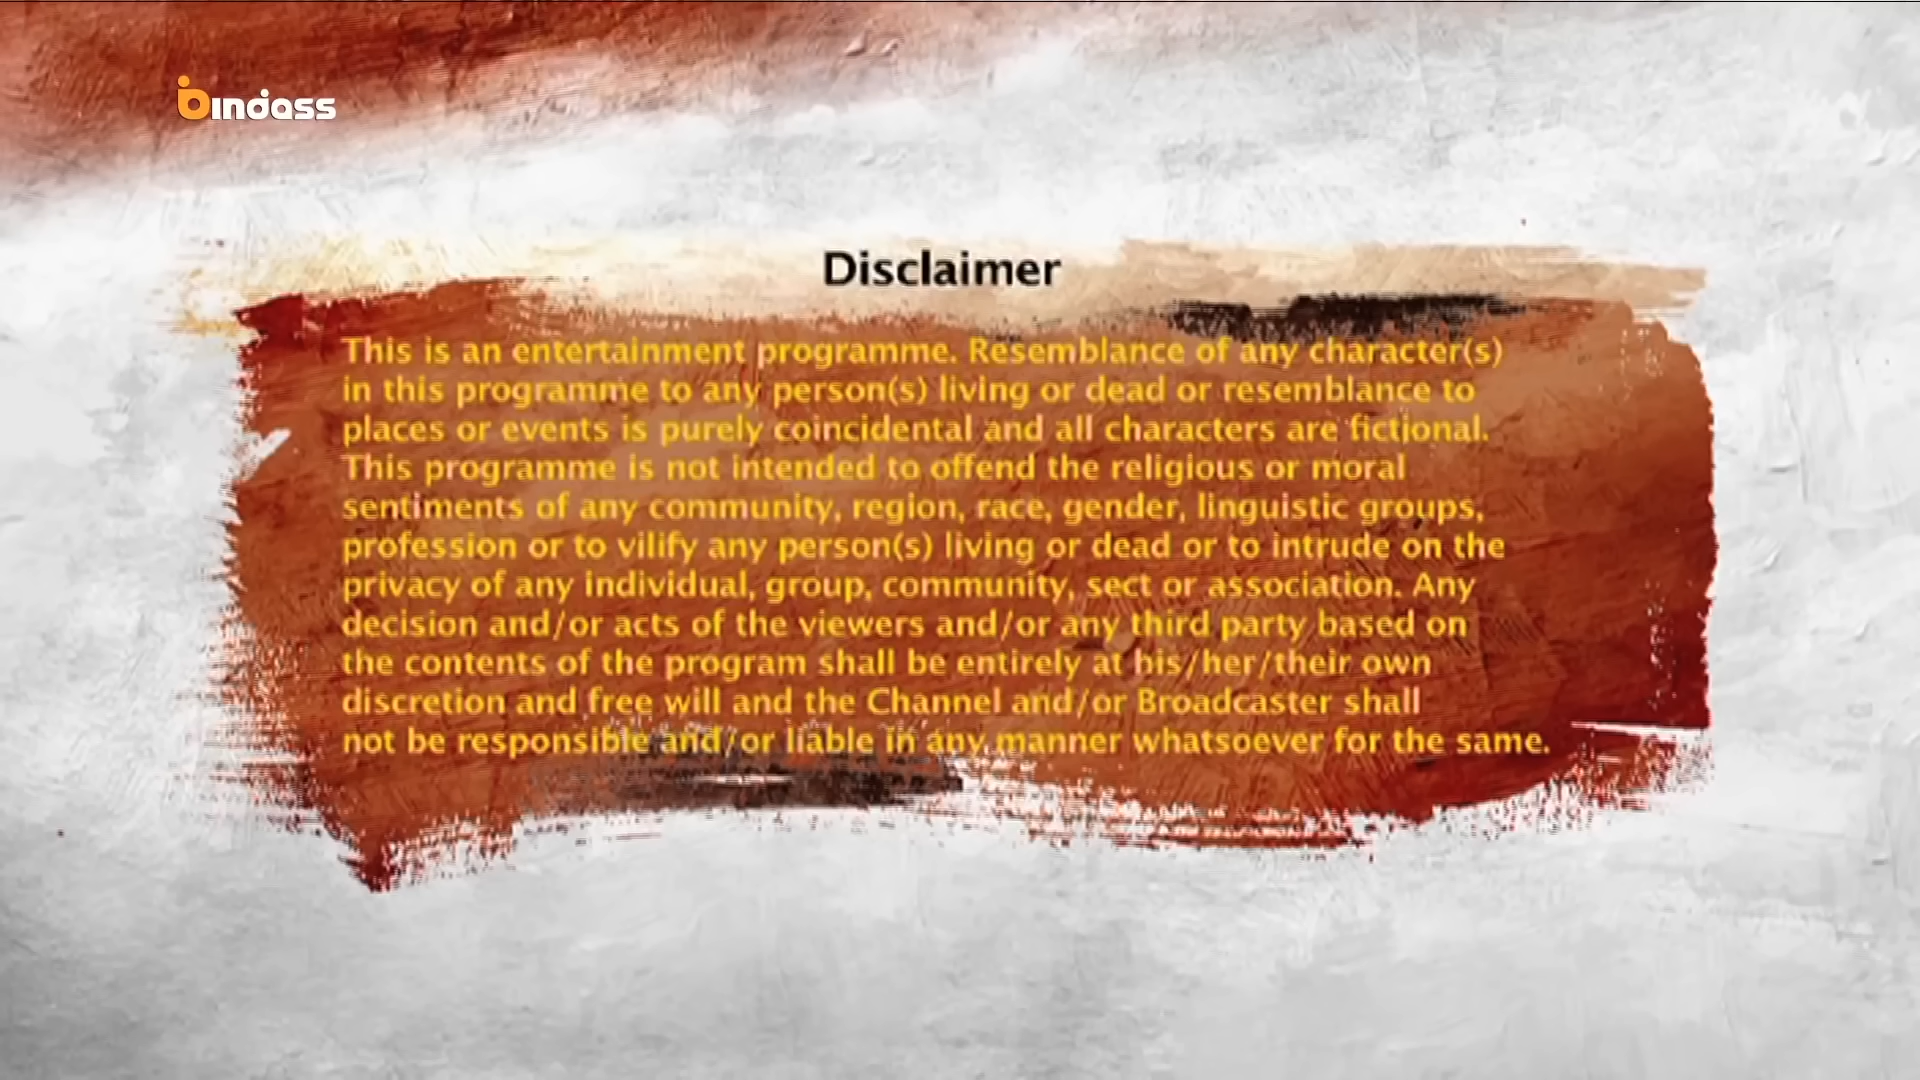 bindass
Disclaimer
This is an entertainment programme. Resemblance of any character(s)
in this programme to any person(s) living or dead or resemblance to
places or events is purely coincidental and all characters are fictional.
This programme is not intended to offend the religious or moral
sentiments of any community, region, race, gender, linguistic groups,
profession or to vilify any person(s) living or dead or to intrude on the
privacy of any individual, group, community, sect or association. Any
decision and/or acts of the viewers and/or any third party based on
the contents of the program shall be entirely at his/her/their own
discretion and free will and the Channel and/or Broadcaster shall
not be responsible and/or liable in any manner whatsoever for the same.